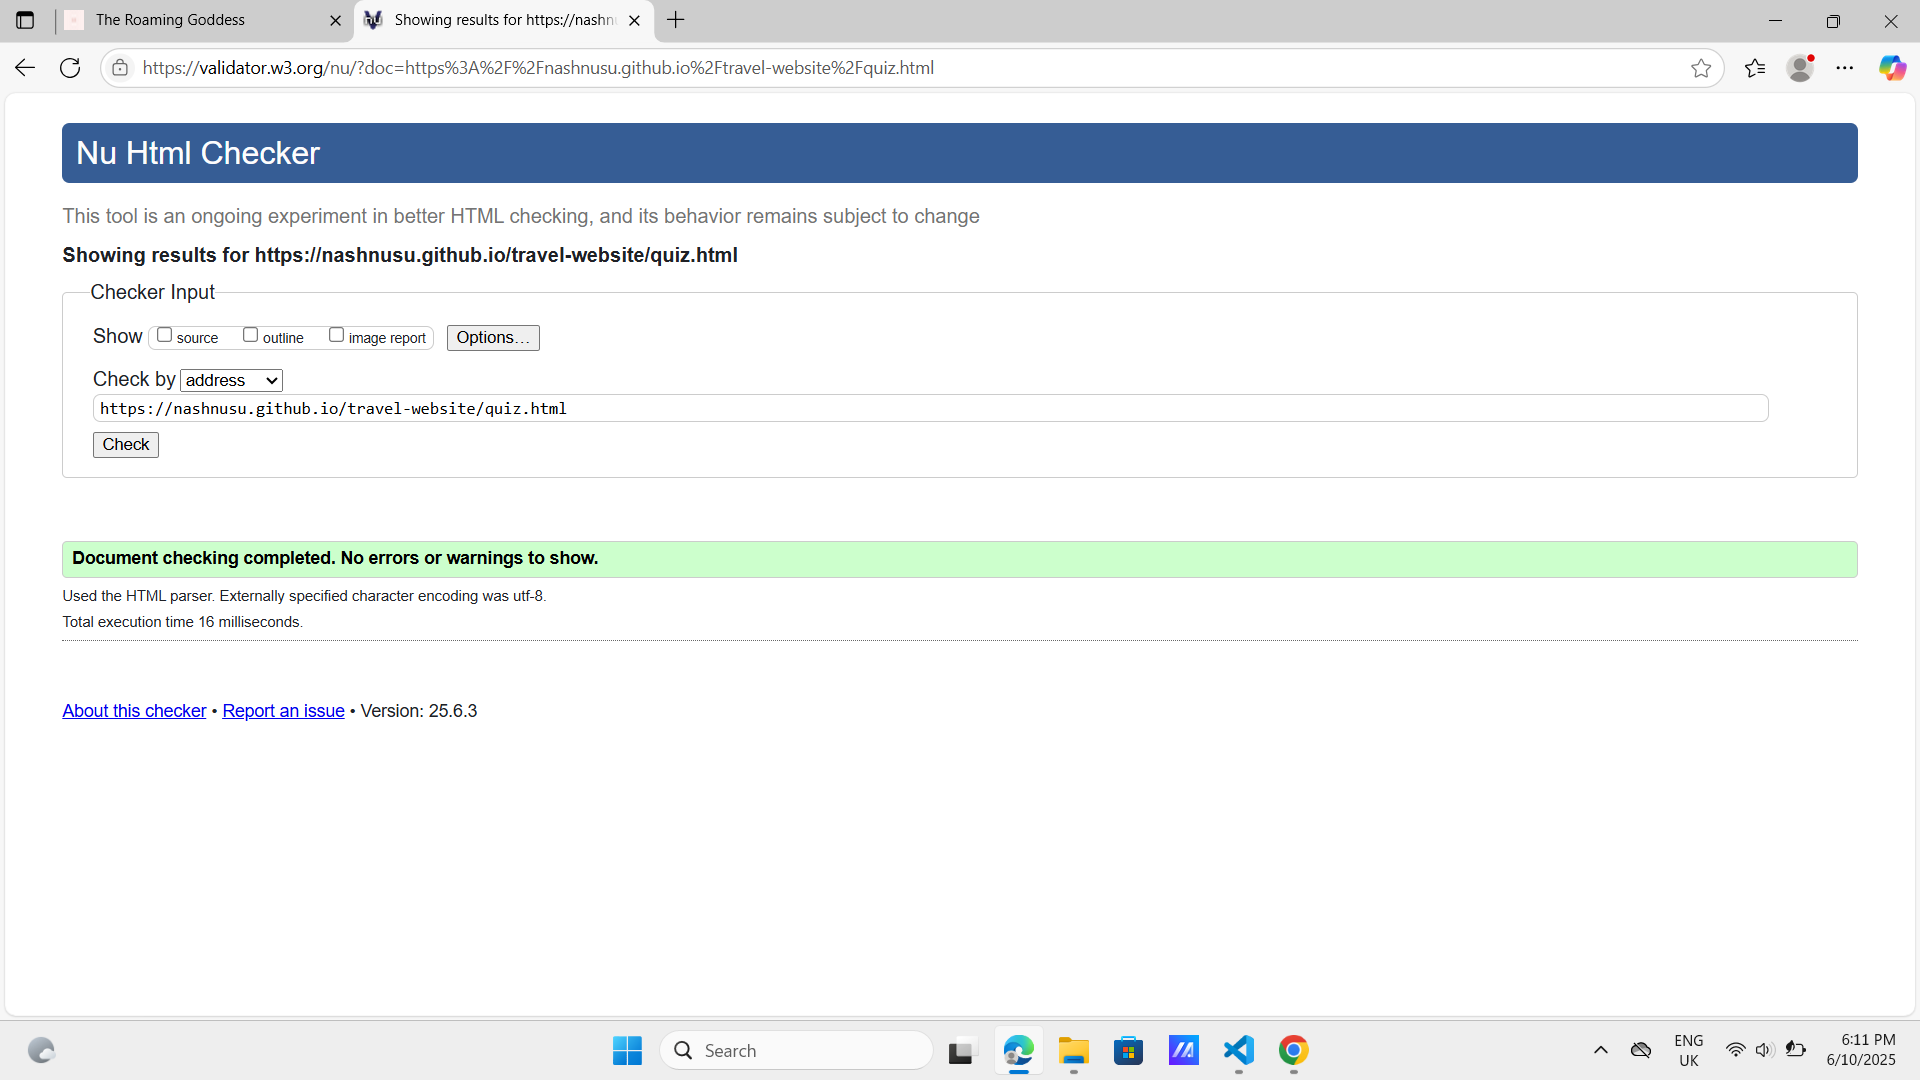 The Roaming Goddess
Showing results for https://nashnu
https://validator.w3.org/nu/?doc=https%3A%2F%2Fnashnusu.github.io%2Ftravel-website%2Fquiz.html
Nu Html Checker
This tool is an ongoing experiment in better HTML checking, and its behavior remains subject to change
Showing results for https://nashnusu.github.io/travel-website/quiz.html
Checker Input
Show source outline image report Options...
Check by address
https://nashnusu.github.io/travel-website/quiz.html
Check
Document checking completed. No errors or warnings to show.
Used the HTML parser. Externally specified character encoding was utf-8.
Total execution time 16 milliseconds.
About this checker • Report an issue • Version: 25.6.3
Search
ENG
UK
6:11 PM
6/10/2025